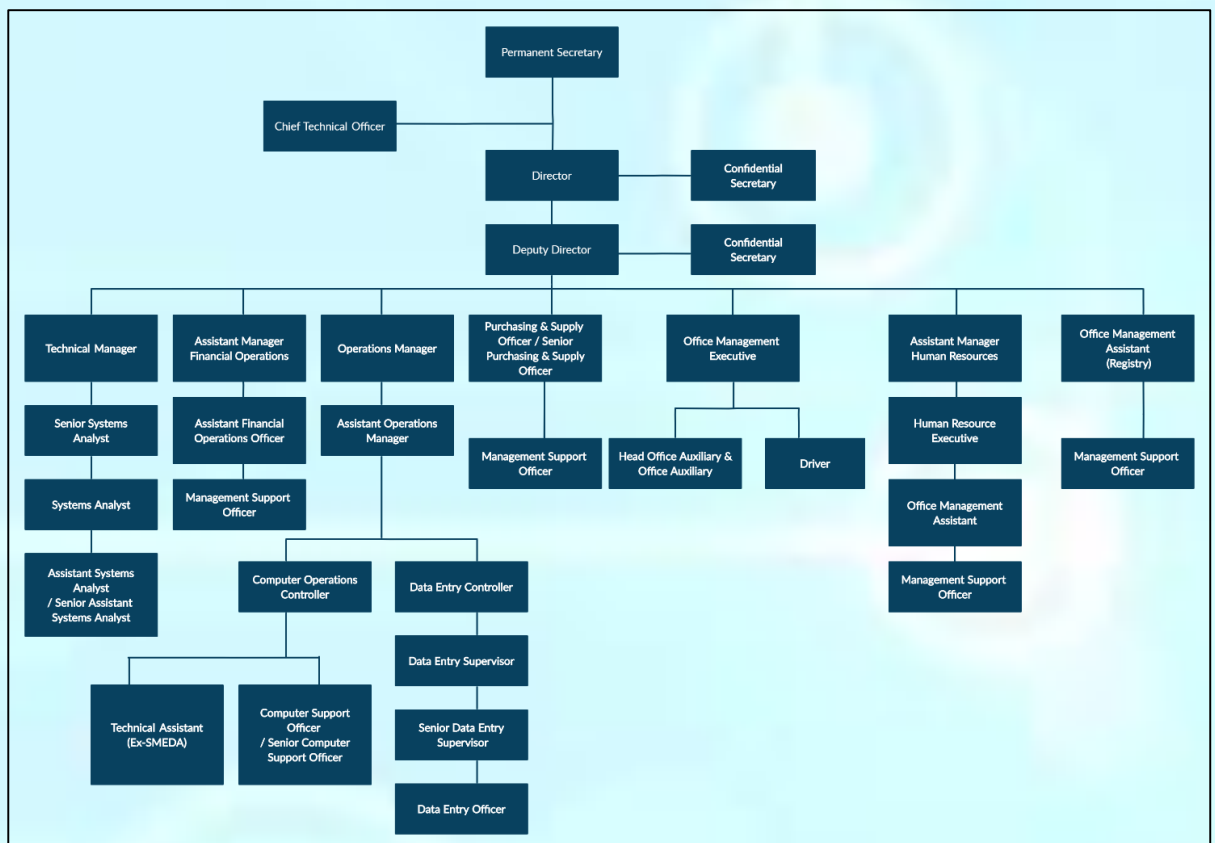 Permanent Secretary
Chief Technical Officer
Director
Confidential
Secretary
Deputy Director
Confidential
Secretary
Technical Manager
Assistant Manager
Financial Operations
Operations Manager
Purchasing & Supply
Officer / Senior
Purchasing & Supply
Officer
Office Management
Executive
Assistant Manager
Human Resources
Office Management
Assistant
(Registry)
Senior Systems
Analyst
Assistant Financial
Operations Officer
Assistant Operations
Manager
Management Support
Officer
Head Office Auxiliary &
Office Auxiliary
Driver
Human Resource
Executive
Management Support
Officer
Systems Analyst
Management Support
Officer
Office Management
Assistant
Assistant Systems
Analyst
/ Senior Assistant
Systems Analyst
Computer Operations
Controller
Data Entry Controller
Management Support
Officer
Data Entry Supervisor
Technical Assistant
(Ex-SMEDA)
Computer Support
Officer
/ Senior Computer
Support Officer
Senior Data Entry
Supervisor
Data Entry Officer